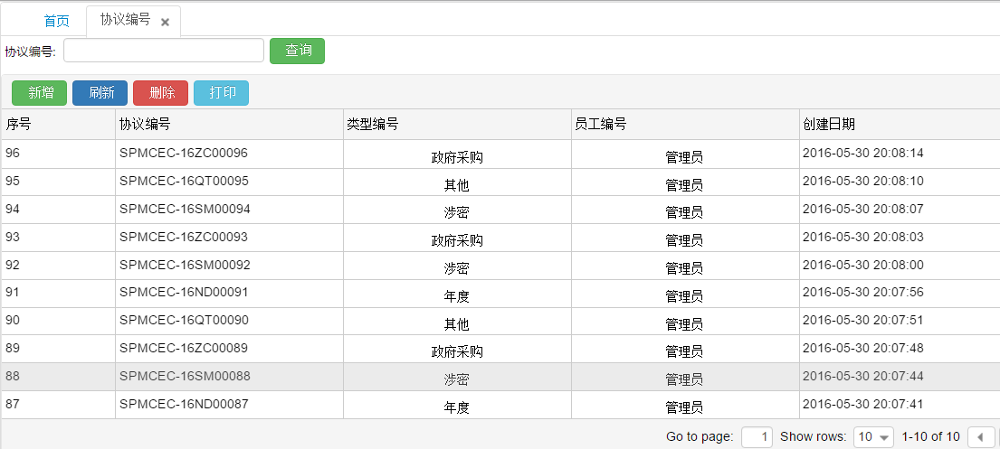 首页 协议编号 ×
协议编号: 查询
新增 刷新 删除 打印
序号 协议编号 类型编号 员工编号 创建日期
96 SPMCEC-16ZC00096 政府采购 管理员 2016-05-30 20:08:14
95 SPMCEC-16QT00095 其他 管理员 2016-05-30 20:08:10
94 SPMCEC-16SM00094 涉密 管理员 2016-05-30 20:08:07
93 SPMCEC-16ZC00093 政府采购 管理员 2016-05-30 20:08:03
92 SPMCEC-16SM00092 涉密 管理员 2016-05-30 20:08:00
91 SPMCEC-16ND00091 年度 管理员 2016-05-30 20:07:56
90 SPMCEC-16QT00090 其他 管理员 2016-05-30 20:07:51
89 SPMCEC-16ZC00089 政府采购 管理员 2016-05-30 20:07:48
88 SPMCEC-16SM00088 涉密 管理员 2016-05-30 20:07:44
87 SPMCEC-16ND00087 年度 管理员 2016-05-30 20:07:41
Go to page: 1 Show rows: 10 1-10 of 10